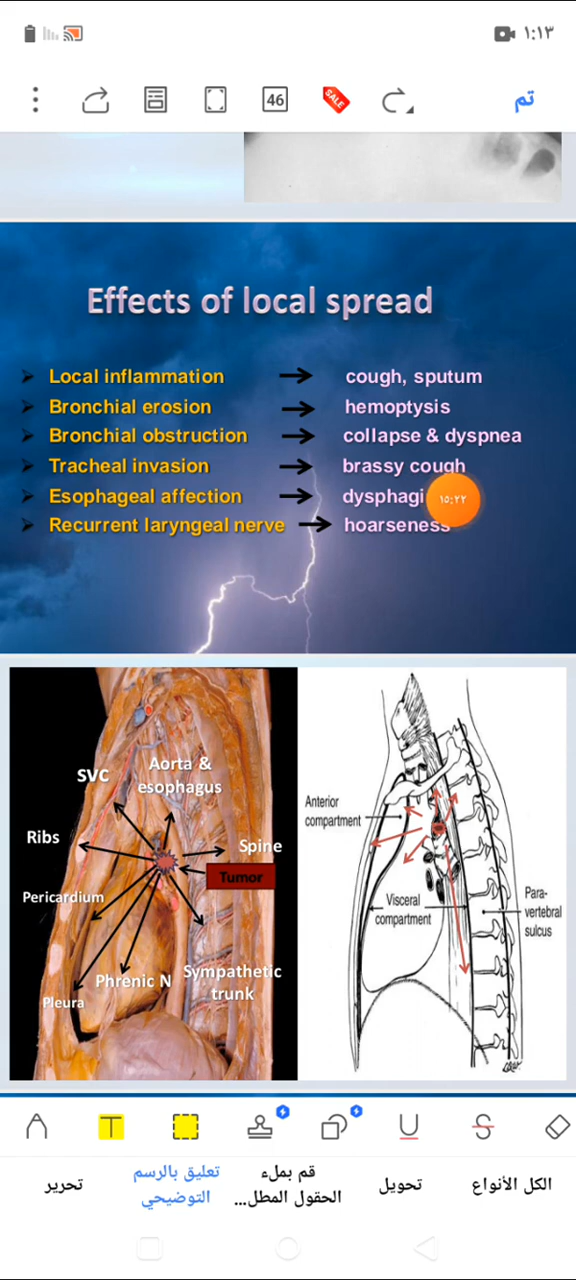 ١:١٣
46
SALE
تم
Effects of local spread
Local inflammation → cough, sputum
Bronchial erosion → hemoptysis
Bronchial obstruction → collapse & dyspnea
Tracheal invasion → brassy cough
Esophageal affection → dysphagi
١٥:٢٢
Recurrent laryngeal nerve → hoarseness
SVC
Aorta &
esophagus
Ribs
Spine
Tumor
Pericardium
Phrenic N
Sympathetic
trunk
Pleura
Anterior
compartment
Visceral
compartment
Para-
vertebral
sulcus
T
U
S
تحرير
تعليق بالرسم
التوضيحي
قم بملء
الحقول المطل...
تحويل
الكل الأنواع